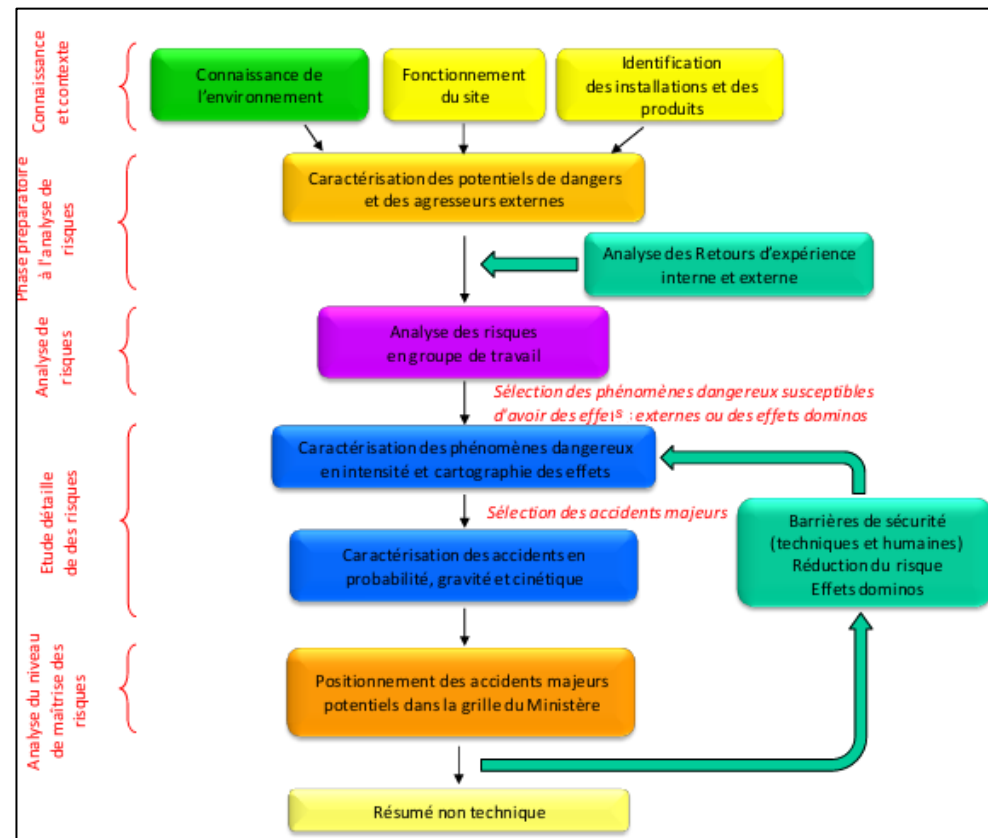 Connaissance
et contexte
Connaissance de
l'environnement
Fonctionnement
du site
Identification
des installations et des
produits
Phase préparatoire
à l'analyse de
risques
Caractérisation des potentiels de dangers
et des agresseurs externes
Analyse des Retours d'expérience
interne et externe
Analyse de
risques
Analyse des risques
en groupe de travail
Sélection des phénomènes dangereux susceptibles
d'avoir des effets : externes ou des effets dominos
Etude détaille
de des risques
Caractérisation des phénomènes dangereux
en intensité et cartographie des effets
Sélection des accidents majeurs
Caractérisation des accidents en
probabilité, gravité et cinétique
Barrières de sécurité
(techniques et humaines)
Réduction du risque
Effets dominos
Analyse du niveau
de maîtrise des
risques
Positionnement des accidents majeurs
potentiels dans la grille du Ministère
Résumé non technique